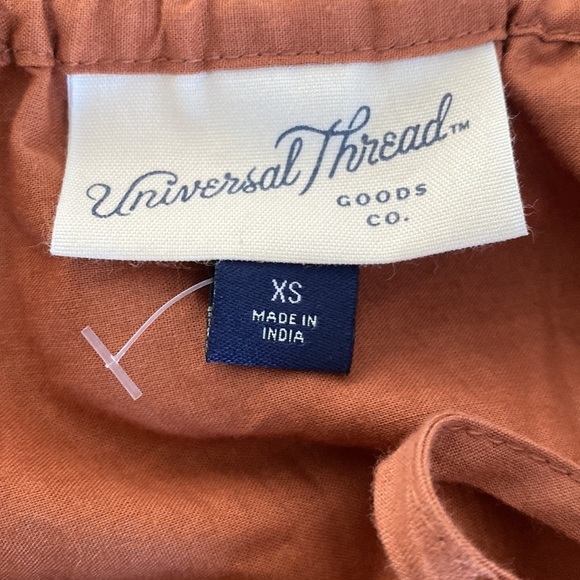 Universal Thread™
GOODS
CO.
XS
MADE IN
INDIA